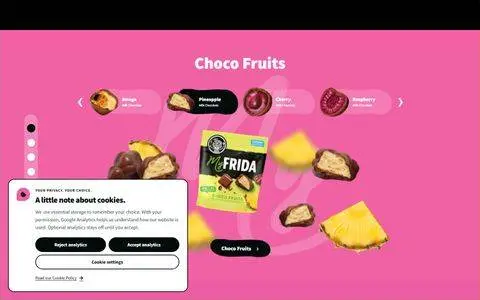 Choco Fruits
Mango
Milk Chocolate
Pineapple
Milk Chocolate
Cherry
Milk Chocolate
Raspberry
Milk Chocolate
My
FRIDA
CHOCO FRUITS
YOUR PRIVACY, YOUR CHOICE.
A little note about cookies.
We use essential storage to remember your choice. With your
permission, Google Analytics helps us understand how our website
is used. Optional analytics stays off until you accept.
Reject analytics
Accept analytics
Cookie settings
Read our Cookie Policy →
Choco Fruits